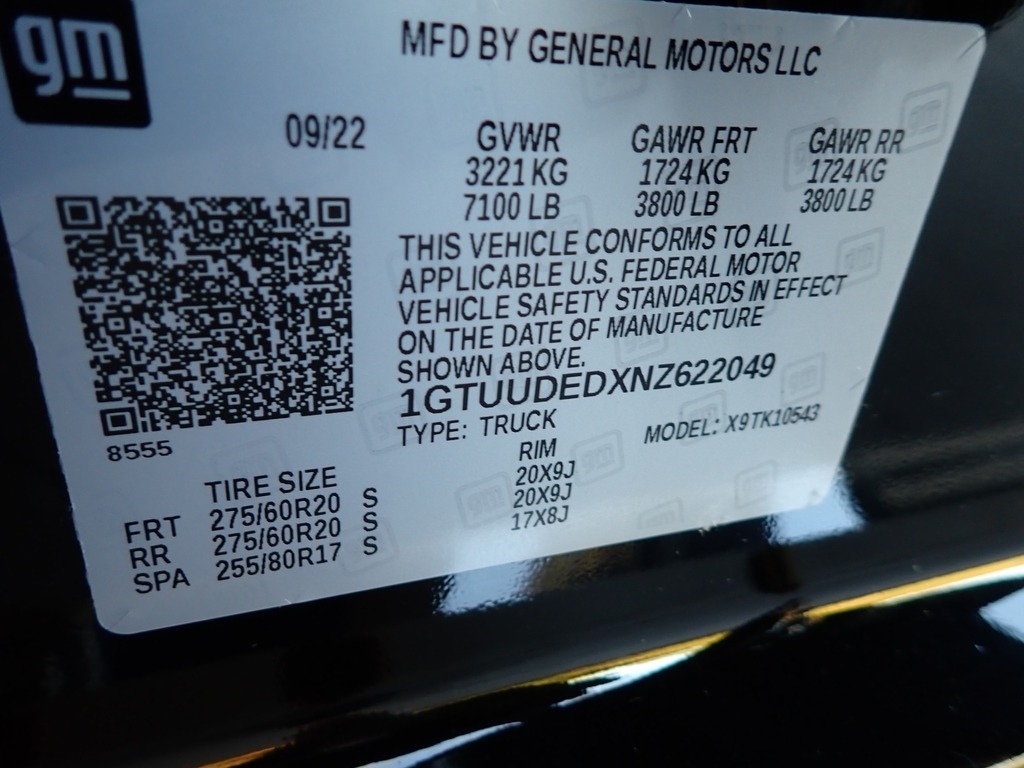 gm
MFD BY GENERAL MOTORS LLC
09/22 GVWR GAWR FRT GAWR RR
3221 KG 1724 KG 1724 KG
7100 LB 3800 LB 3800 LB
THIS VEHICLE CONFORMS TO ALL
APPLICABLE U.S. FEDERAL MOTOR
VEHICLE SAFETY STANDARDS IN EFFECT
ON THE DATE OF MANUFACTURE
SHOWN ABOVE.
1GTUUDEDXNZ622049
8555
TYPE: TRUCK MODEL: X9TK10543
TIRE SIZE RIM
FRT 275/60R20 S 20X9J
RR 275/60R20 S 20X9J
SPA 255/80R17 S 17X8J